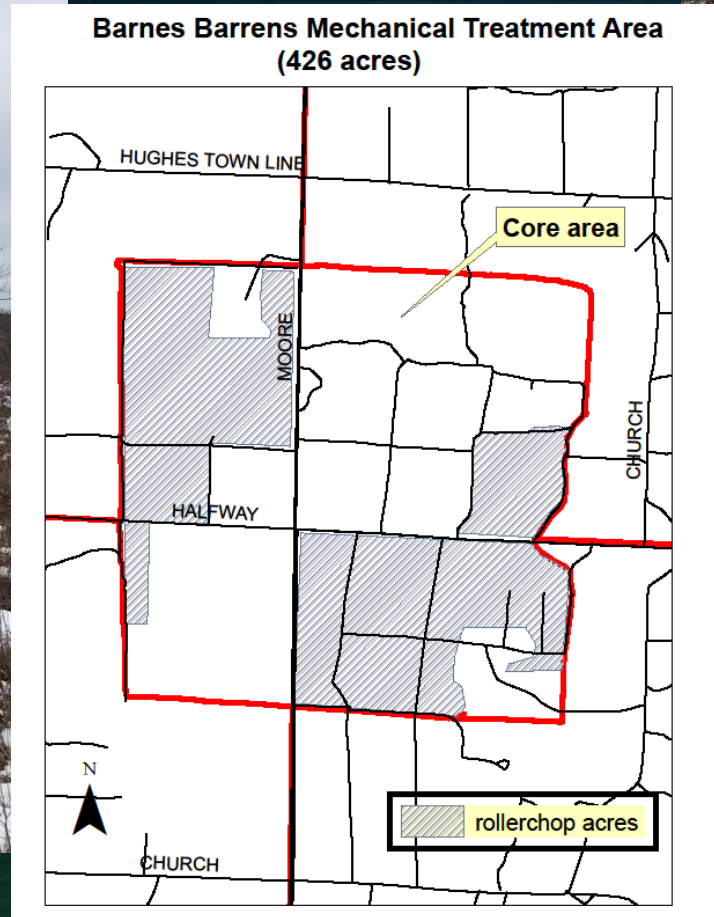 Barnes Barrens Mechanical Treatment Area
(426 acres)
HUGHES TOWN LINE
Core area
MOORE
CHURCH
HALFWAY
N
rollerchop acres
CHURCH